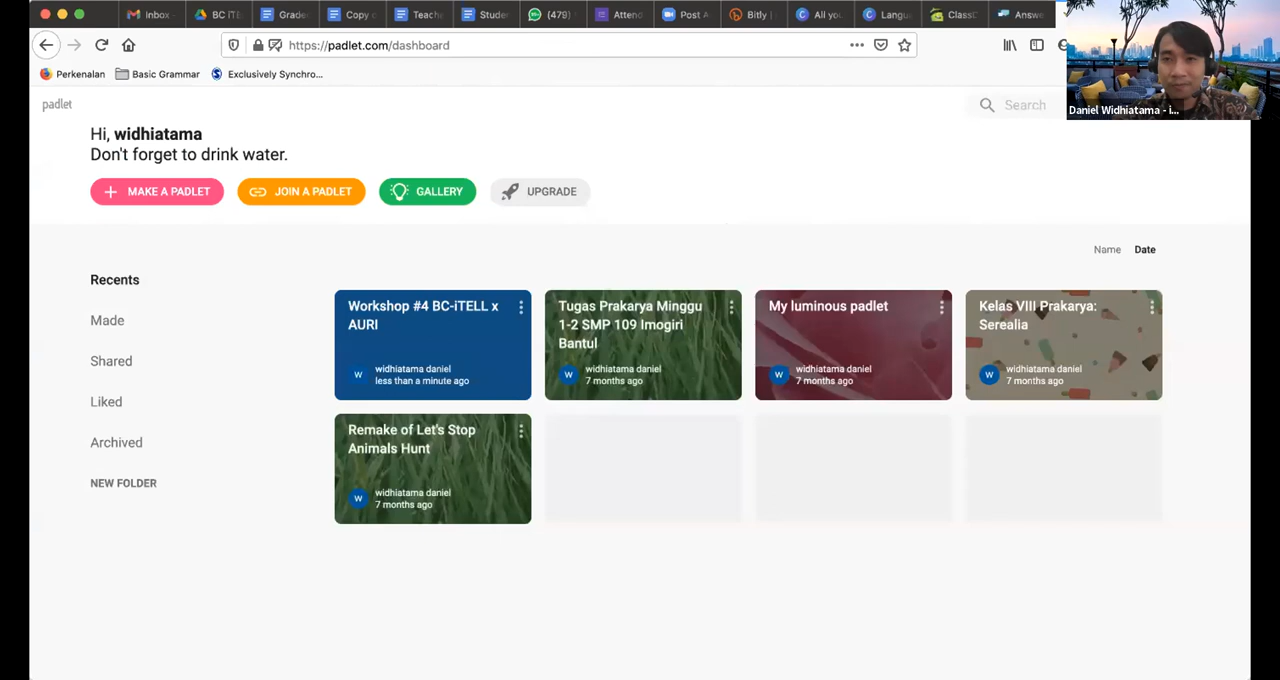 Inbox
BC iTE
Grade
Copy o
Teache
Studen
(479)
Attend
Post A
Bitly |
All you
Langu
ClassD
Answe
https://padlet.com/dashboard
Perkenalan
Basic Grammar
Exclusively Synchro...
Daniel Widhiatama - i...
padlet
Search
Hi, widhiatama
Don't forget to drink water.
MAKE A PADLET
JOIN A PADLET
GALLERY
UPGRADE
Name
Date
Recents
Made
Shared
Liked
Archived
NEW FOLDER
Workshop #4 BC-iTELL x
AURI
W
widhiatama daniel
less than a minute ago
Tugas Prakarya Minggu
1-2 SMP 109 Imogiri
Bantul
W
widhiatama daniel
7 months ago
My luminous padlet
W
widhiatama daniel
7 months ago
Kelas VIII Prakarya:
Serealia
W
widhiatama daniel
7 months ago
Remake of Let's Stop
Animals Hunt
W
widhiatama daniel
7 months ago